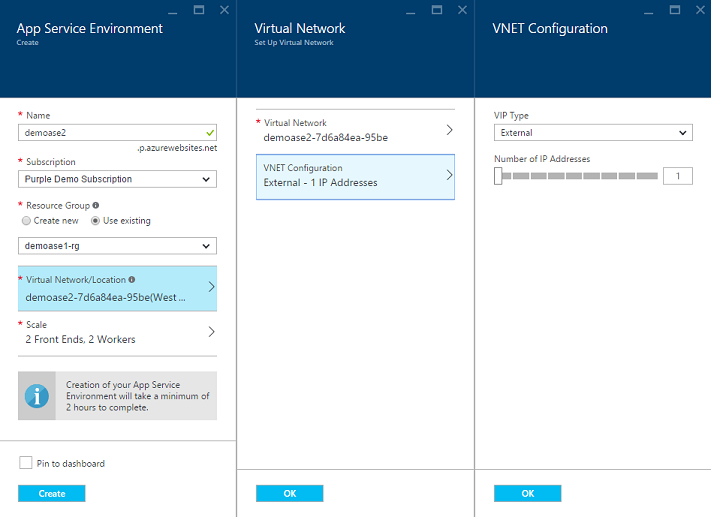 App Service Environment
Create
* Name
demoase2
.p.azurewebsites.net
* Subscription
Purple Demo Subscription
* Resource Group
Create new
Use existing
demoase1-rg
* Virtual Network/Location
demoase2-7d6a84ea-95be(West ...
* Scale
2 Front Ends, 2 Workers
Creation of your App Service
Environment will take a minimum of
2 hours to complete.
Pin to dashboard
Create
Virtual Network
Set Up Virtual Network
* Virtual Network
demoase2-7d6a84ea-95be
VNET Configuration
External - 1 IP Addresses
OK
VNET Configuration
VIP Type
External
Number of IP Addresses
1
OK